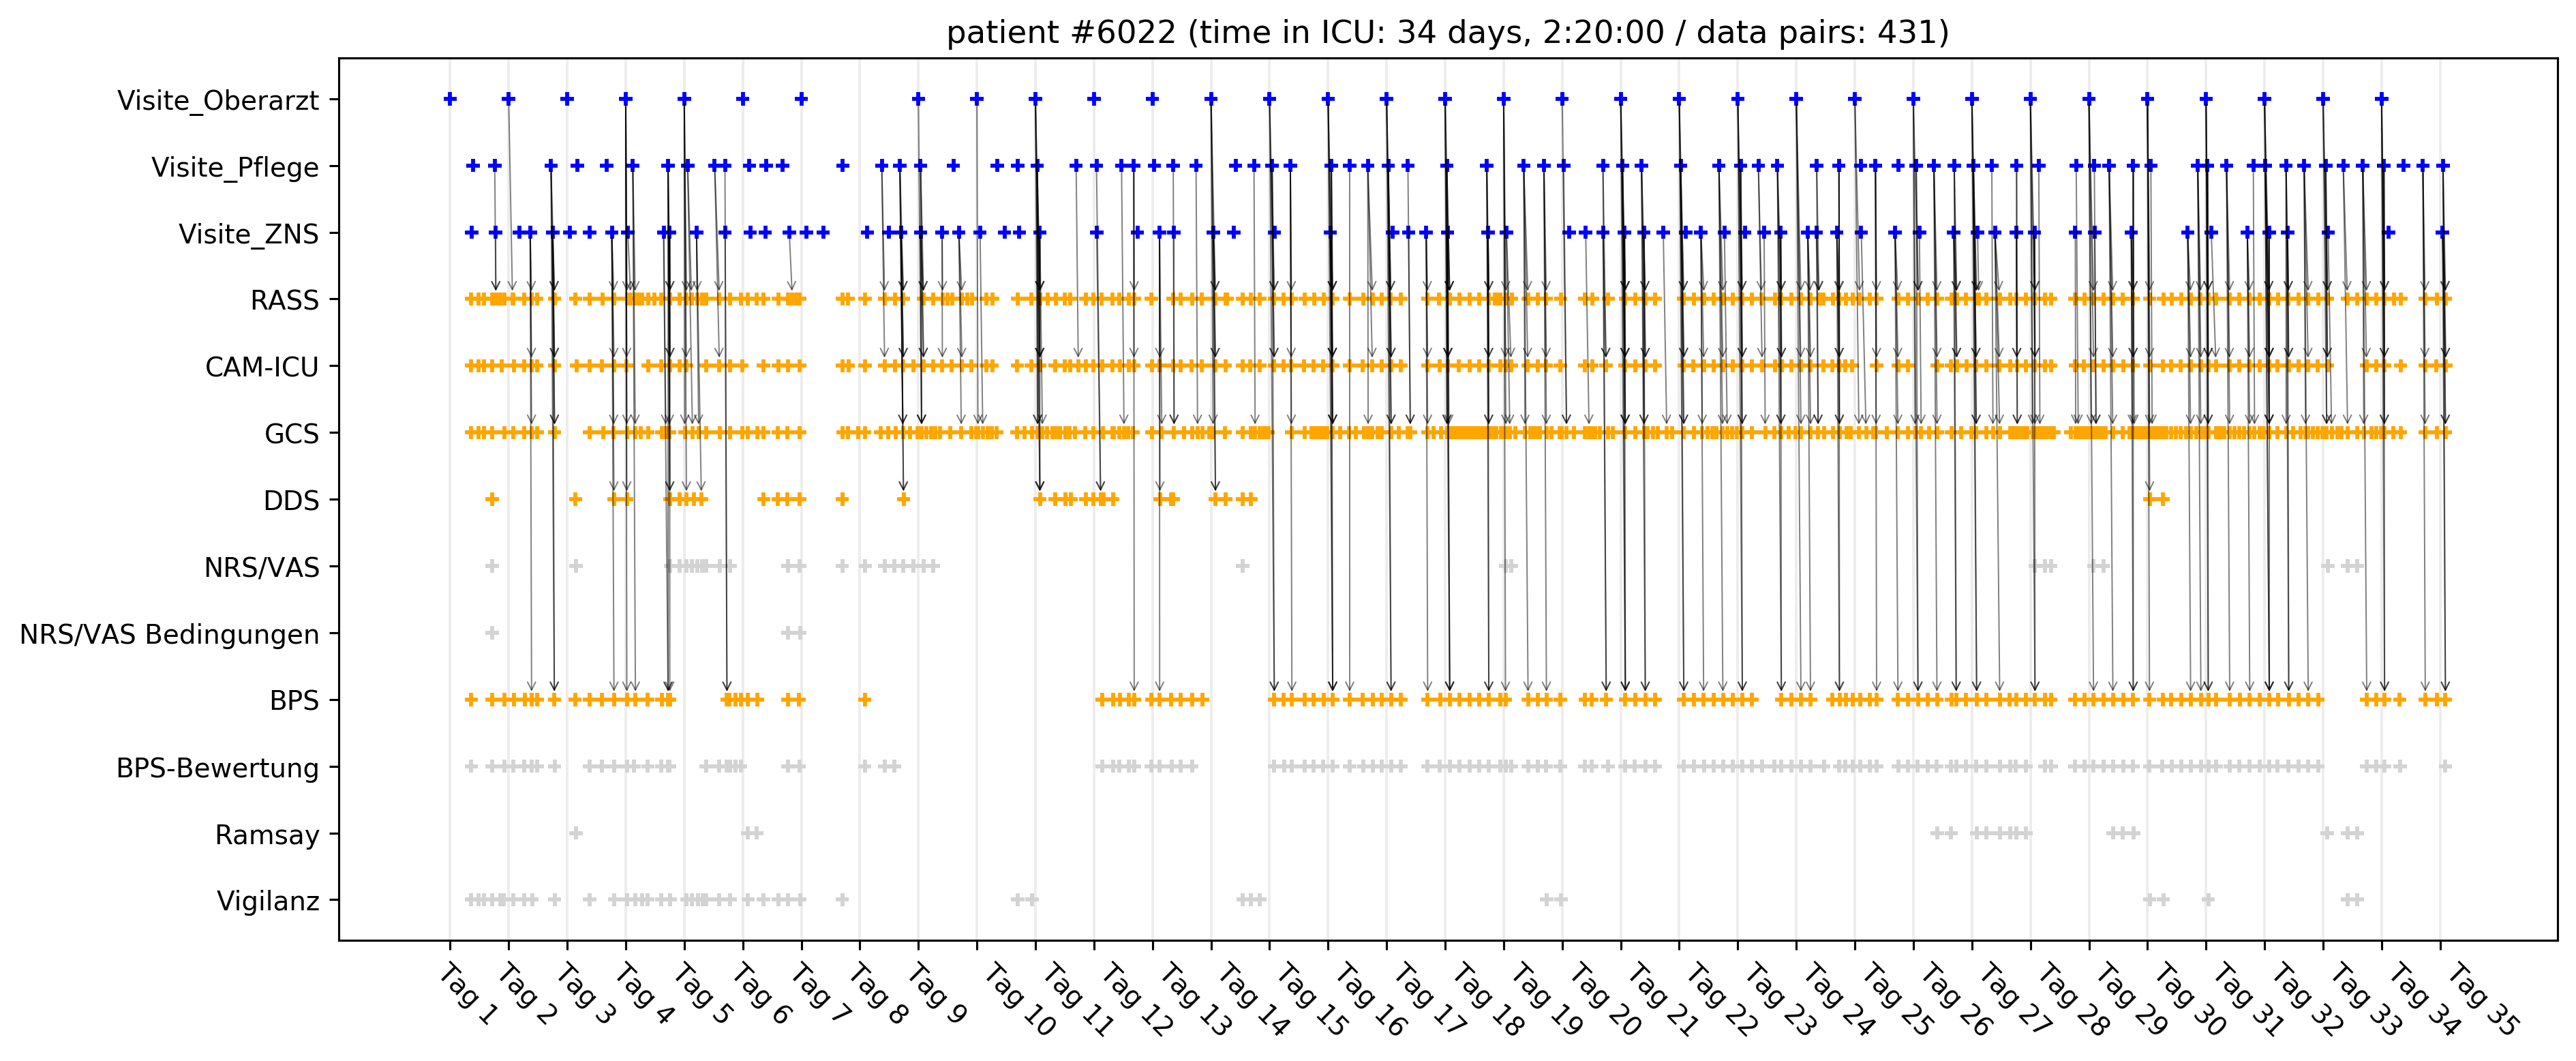 patient #6022 (time in ICU: 34 days, 2:20:00 / data pairs: 431)
Visite_Oberarzt
Visite_Pflege
Visite_ZNS
RASS
CAM-ICU
GCS
DDS
NRS/VAS
NRS/VAS Bedingungen
BPS
BPS-Bewertung
Ramsay
Vigilanz
Tag 1
Tag 2
Tag 3
Tag 4
Tag 5
Tag 6
Tag 7
Tag 8
Tag 9
Tag 10
Tag 11
Tag 12
Tag 13
Tag 14
Tag 15
Tag 16
Tag 17
Tag 18
Tag 19
Tag 20
Tag 21
Tag 22
Tag 23
Tag 24
Tag 25
Tag 26
Tag 27
Tag 28
Tag 29
Tag 30
Tag 31
Tag 32
Tag 33
Tag 34
Tag 35